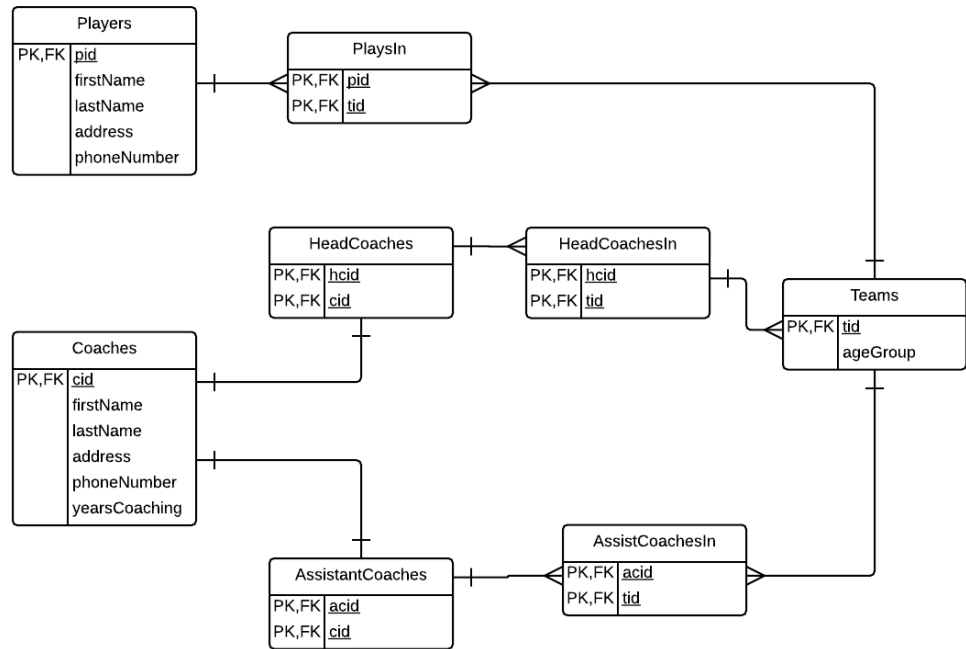 Players
PK,FK pid
firstName
lastName
address
phoneNumber
PlaysIn
PK,FK pid
PK,FK tid
HeadCoaches
PK,FK hcid
PK,FK cid
HeadCoachesIn
PK,FK hcid
PK,FK tid
Teams
PK,FK tid
ageGroup
Coaches
PK,FK cid
firstName
lastName
address
phoneNumber
yearsCoaching
AssistantCoaches
PK,FK acid
PK,FK cid
AssistCoachesIn
PK,FK acid
PK,FK tid